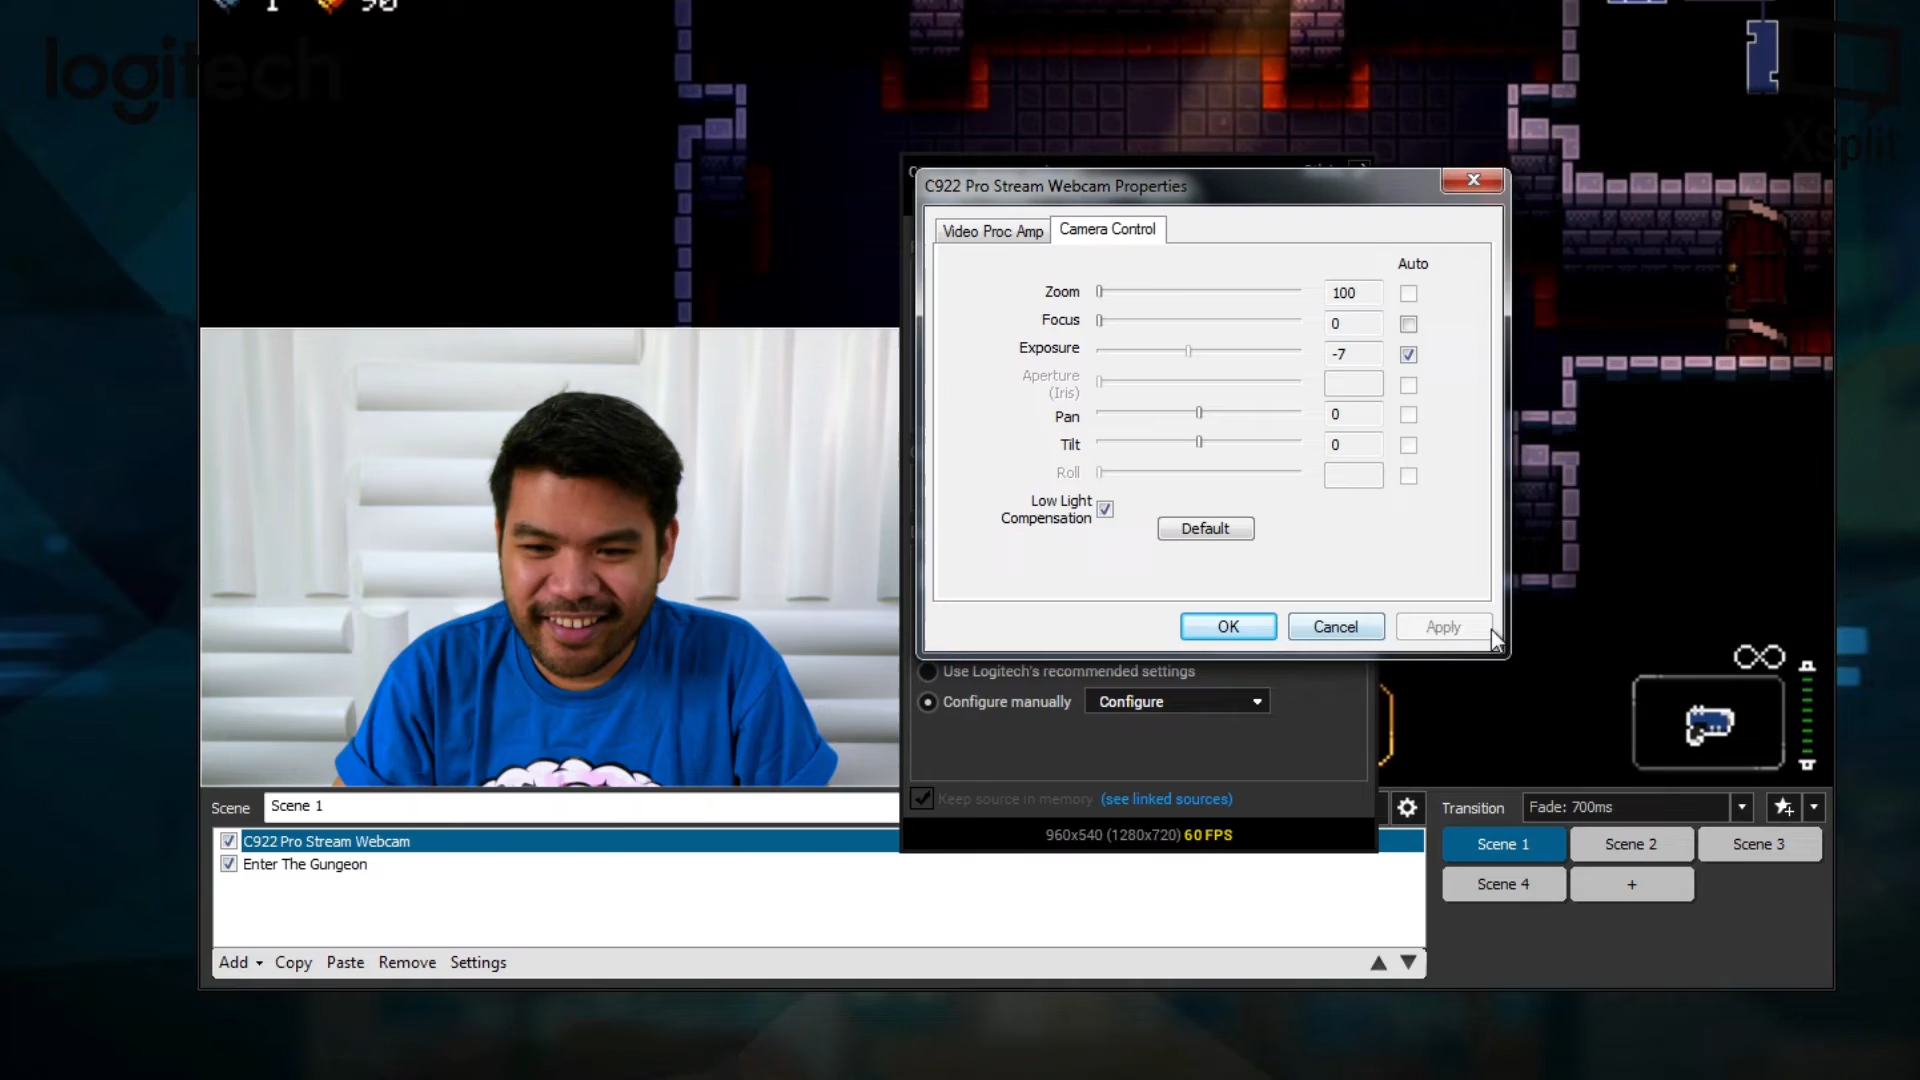 1 90
logitech
XSplit
C922 Pro Stream Webcam Properties
Video Proc Amp
Camera Control
Auto
Zoom 100
Focus 0
Exposure -7
Aperture
(Iris)
Pan 0
Tilt 0
Roll
Low Light
Compensation
Default
OK
Cancel
Apply
Use Logitech's recommended settings
Configure manually
Configure
Keep source in memory (see linked sources)
960x540 (1280x720) 60 FPS
Scene
Scene 1
Transition
Fade: 700ms
C922 Pro Stream Webcam
Enter The Gungeon
Scene 1
Scene 2
Scene 3
Scene 4
+
Add
Copy
Paste
Remove
Settings